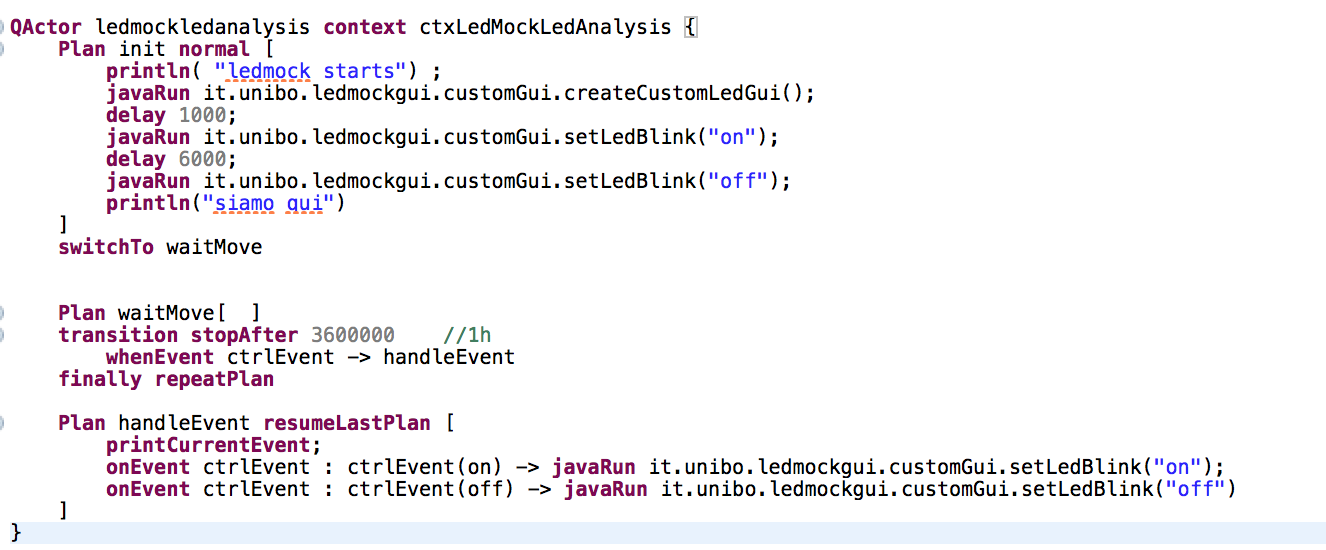 QActor ledmockledanalysis context ctxLedMockLedAnalysis {
Plan init normal [
println( "ledmock starts") ;
javaRun it.unibo.ledmockgui.customGui.createCustomLedGui();
delay 1000;
javaRun it.unibo.ledmockgui.customGui.setLedBlink("on");
delay 6000;
javaRun it.unibo.ledmockgui.customGui.setLedBlink("off");
println("siamo qui")
]
switchTo waitMove
Plan waitMove[  ]
transition stopAfter 3600000    //1h
whenEvent ctrlEvent -> handleEvent
finally repeatPlan
Plan handleEvent resumeLastPlan [
printCurrentEvent;
onEvent ctrlEvent : ctrlEvent(on) -> javaRun it.unibo.ledmockgui.customGui.setLedBlink("on");
onEvent ctrlEvent : ctrlEvent(off) -> javaRun it.unibo.ledmockgui.customGui.setLedBlink("off")
]
}